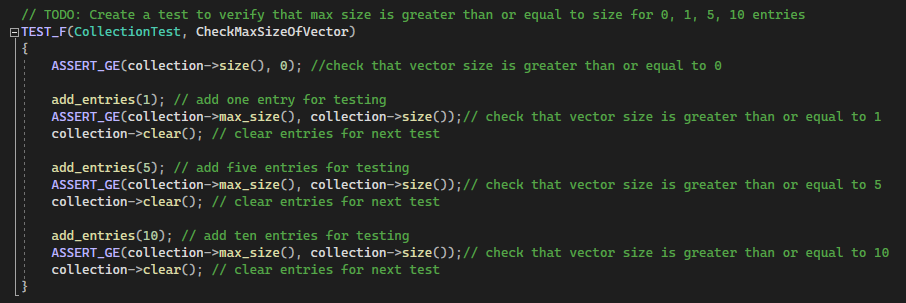 // TODO: Create a test to verify that max size is greater than or equal to size for 0, 1, 5, 10 entries
TEST_F(CollectionTest, CheckMaxSizeOfVector)
{
    ASSERT_GE(collection->size(), 0); //check that vector size is greater than or equal to 0

    add_entries(1); // add one entry for testing
    ASSERT_GE(collection->max_size(), collection->size());// check that vector size is greater than or equal to 1
    collection->clear(); // clear entries for next test

    add_entries(5); // add five entries for testing
    ASSERT_GE(collection->max_size(), collection->size());// check that vector size is greater than or equal to 5
    collection->clear(); // clear entries for next test

    add_entries(10); // add ten entries for testing
    ASSERT_GE(collection->max_size(), collection->size());// check that vector size is greater than or equal to 10
    collection->clear(); // clear entries for next test
}